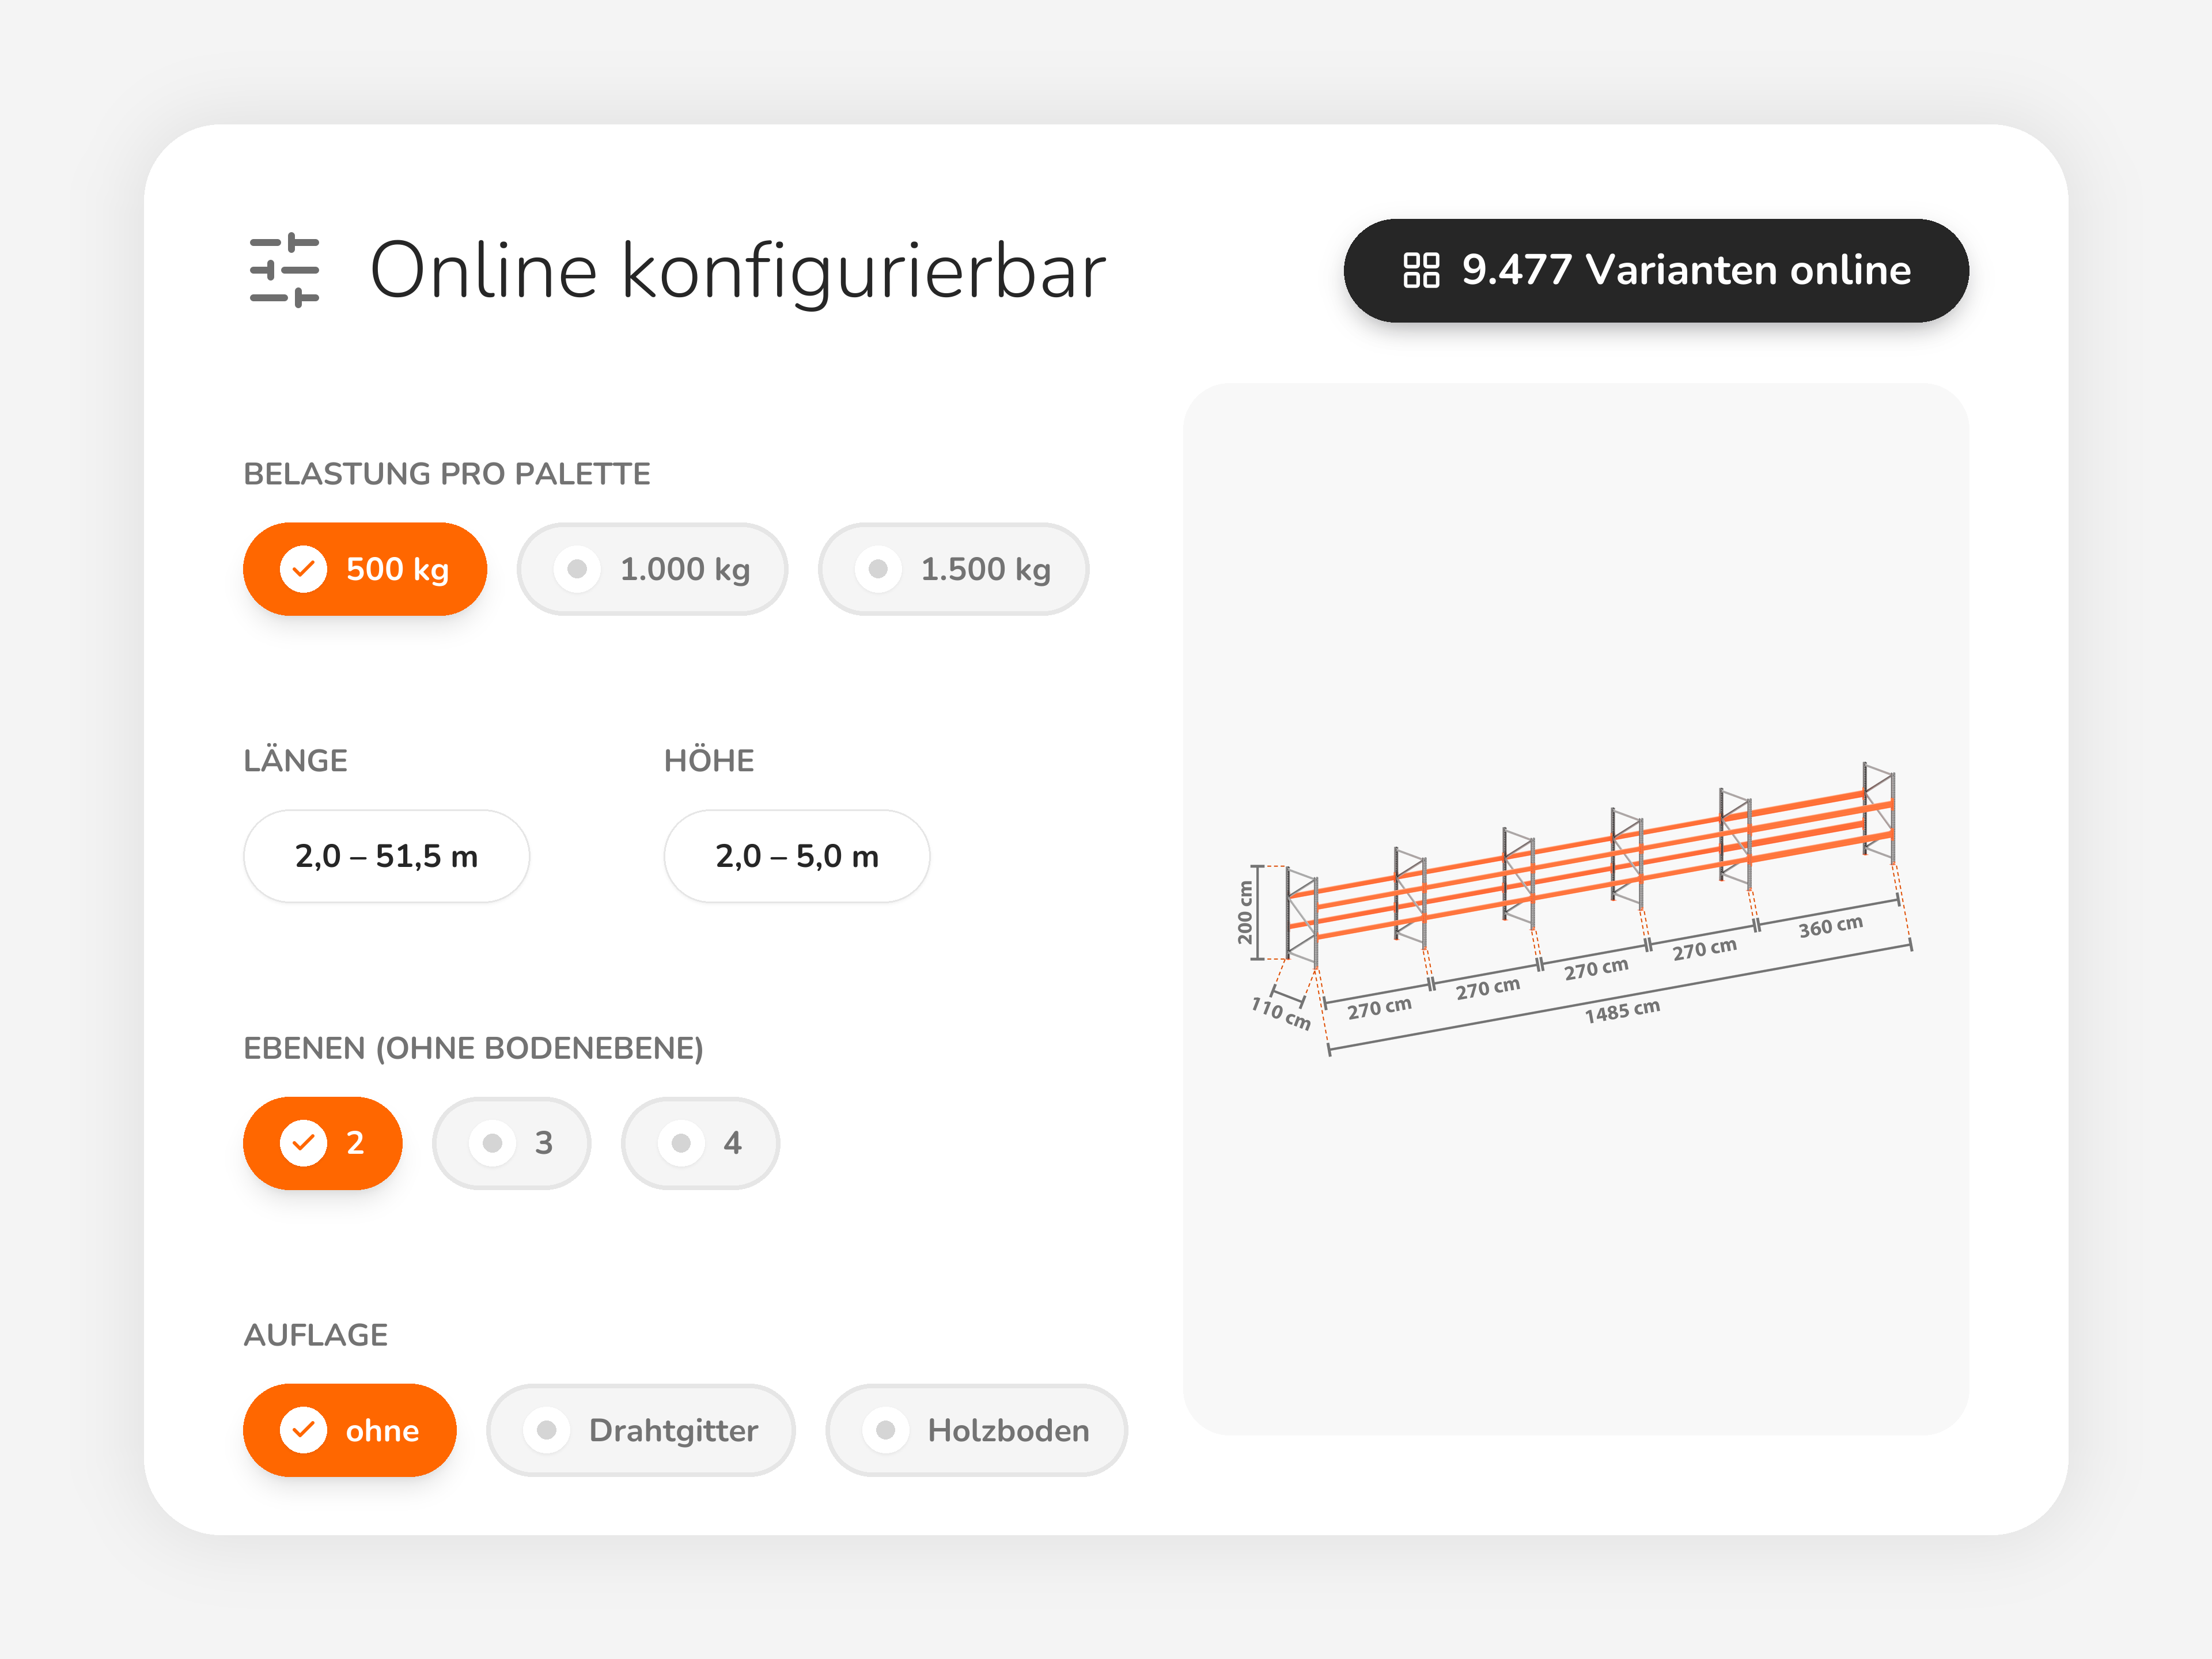 Online konfigurierbar
9.477 Varianten online
BELASTUNG PRO PALETTE
500 kg
1.000 kg
1.500 kg
LÄNGE
HÖHE
2,0 – 51,5 m
2,0 – 5,0 m
EBENEN (OHNE BODENEBENE)
2
3
4
AUFLAGE
ohne
Drahtgitter
Holzboden
200 cm
110 cm
270 cm
270 cm
270 cm
270 cm
360 cm
1485 cm